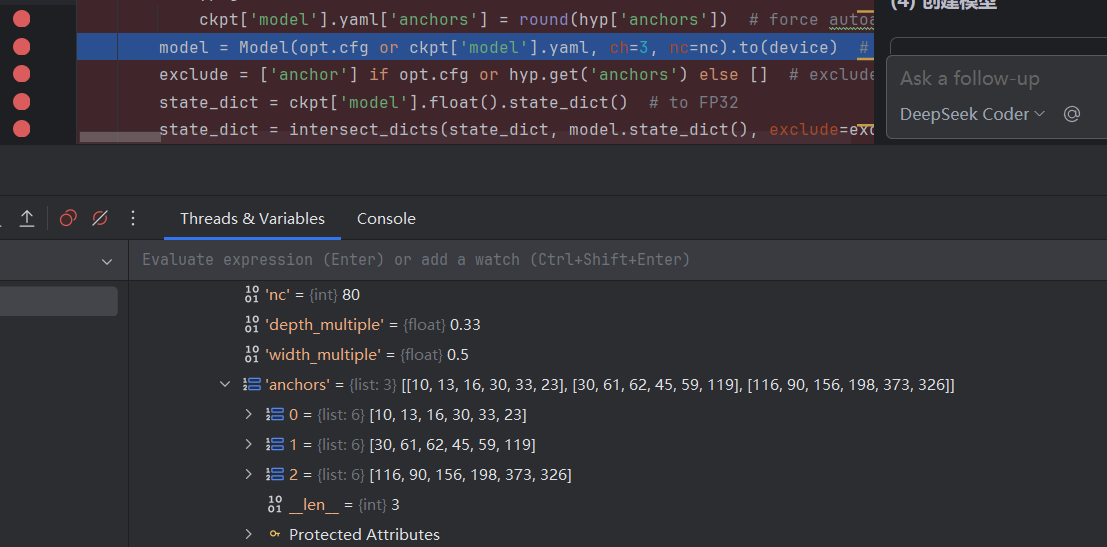 (4) 创建模型
ckpt['model'].yaml['anchors'] = round(hyp['anchors'])  # force autoa
model = Model(opt.cfg or ckpt['model'].yaml, ch=3, nc=nc).to(device)  #
exclude = ['anchor'] if opt.cfg or hyp.get('anchors') else []  # exclude
state_dict = ckpt['model'].float().state_dict()  # to FP32
state_dict = intersect_dicts(state_dict, model.state_dict(), exclude=exc
Ask a follow-up
DeepSeek Coder @
Threads & Variables Console
Evaluate expression (Enter) or add a watch (Ctrl+Shift+Enter)
'nc' = {int} 80
'depth_multiple' = {float} 0.33
'width_multiple' = {float} 0.5
'anchors' = {list: 3} [[10, 13, 16, 30, 33, 23], [30, 61, 62, 45, 59, 119], [116, 90, 156, 198, 373, 326]]
0 = {list: 6} [10, 13, 16, 30, 33, 23]
1 = {list: 6} [30, 61, 62, 45, 59, 119]
2 = {list: 6} [116, 90, 156, 198, 373, 326]
__len__ = {int} 3
Protected Attributes